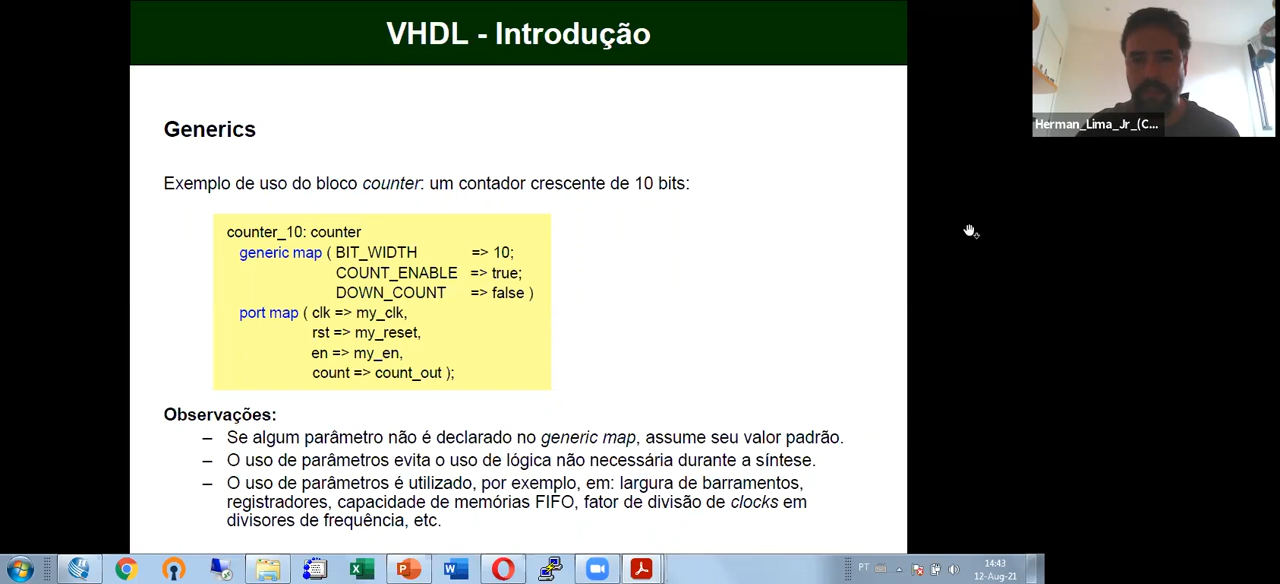 VHDL - Introdução
Herman_Lima_Jr_(C...
Generics
Exemplo de uso do bloco counter: um contador crescente de 10 bits:
counter_10: counter
generic map ( BIT_WIDTH => 10;
COUNT_ENABLE => true;
DOWN_COUNT => false )
port map ( clk => my_clk,
rst => my_reset,
en => my_en,
count => count_out );
Observações:
– Se algum parâmetro não é declarado no generic map, assume seu valor padrão.
– O uso de parâmetros evita o uso de lógica não necessária durante a síntese.
– O uso de parâmetros é utilizado, por exemplo, em: largura de barramentos,
registradores, capacidade de memórias FIFO, fator de divisão de clocks em
divisores de frequência, etc.
PT
14:43
12-Aug-21